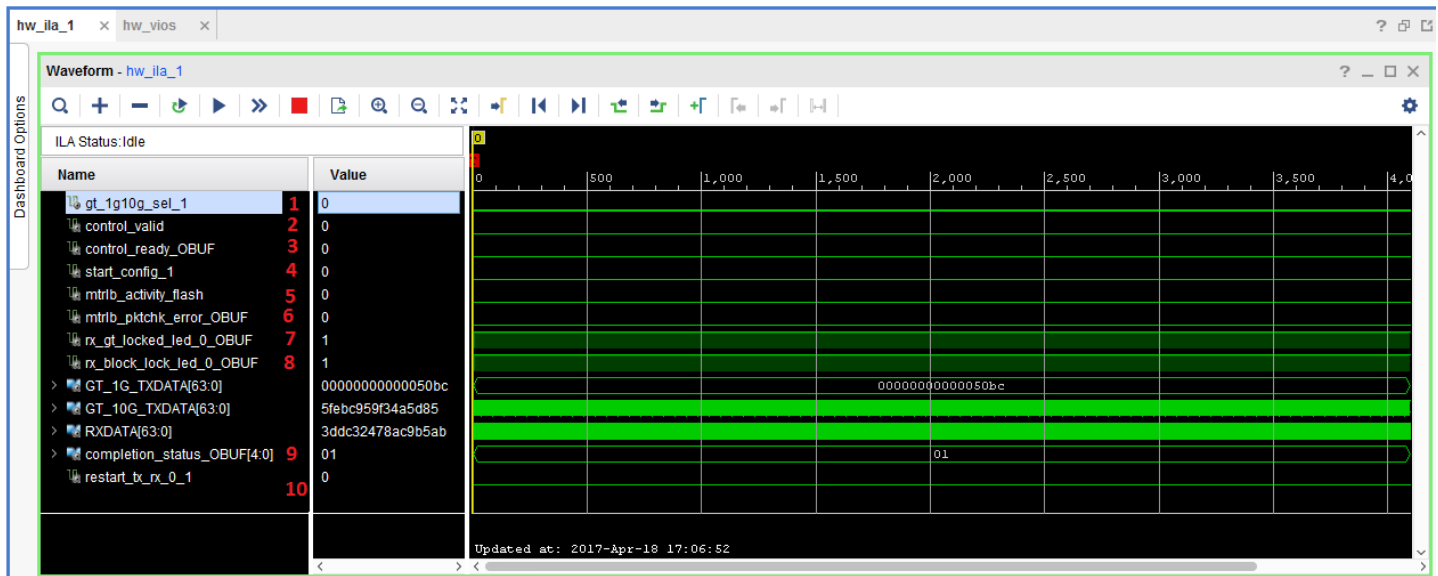 hw_ila_1 × hw_vios × ?
Dashboard Options
Waveform - hw_ila_1 ?
ILA Status:Idle
0
Name Value 0 500 1,000 1,500 2,000 2,500 3,000 3,500 4,0
gt_1g10g_sel_1 1 0
control_valid 2 0
control_ready_OBUF 3 0
start_config_1 4 0
mtrlb_activity_flash 5 0
mtrlb_pktchk_error_OBUF 6 0
rx_gt_locked_led_0_OBUF 7 1
rx_block_lock_led_0_OBUF 8 1
GT_1G_TXDATA[63:0] 00000000000050bc 00000000000050bc
GT_10G_TXDATA[63:0] 5febc959f34a5d85
RXDATA[63:0] 3ddc32478ac9b5ab
completion_status_OBUF[4:0] 9 01 01
restart_tx_rx_0_1 10 0
Updated at: 2017-Apr-18 17:06:52